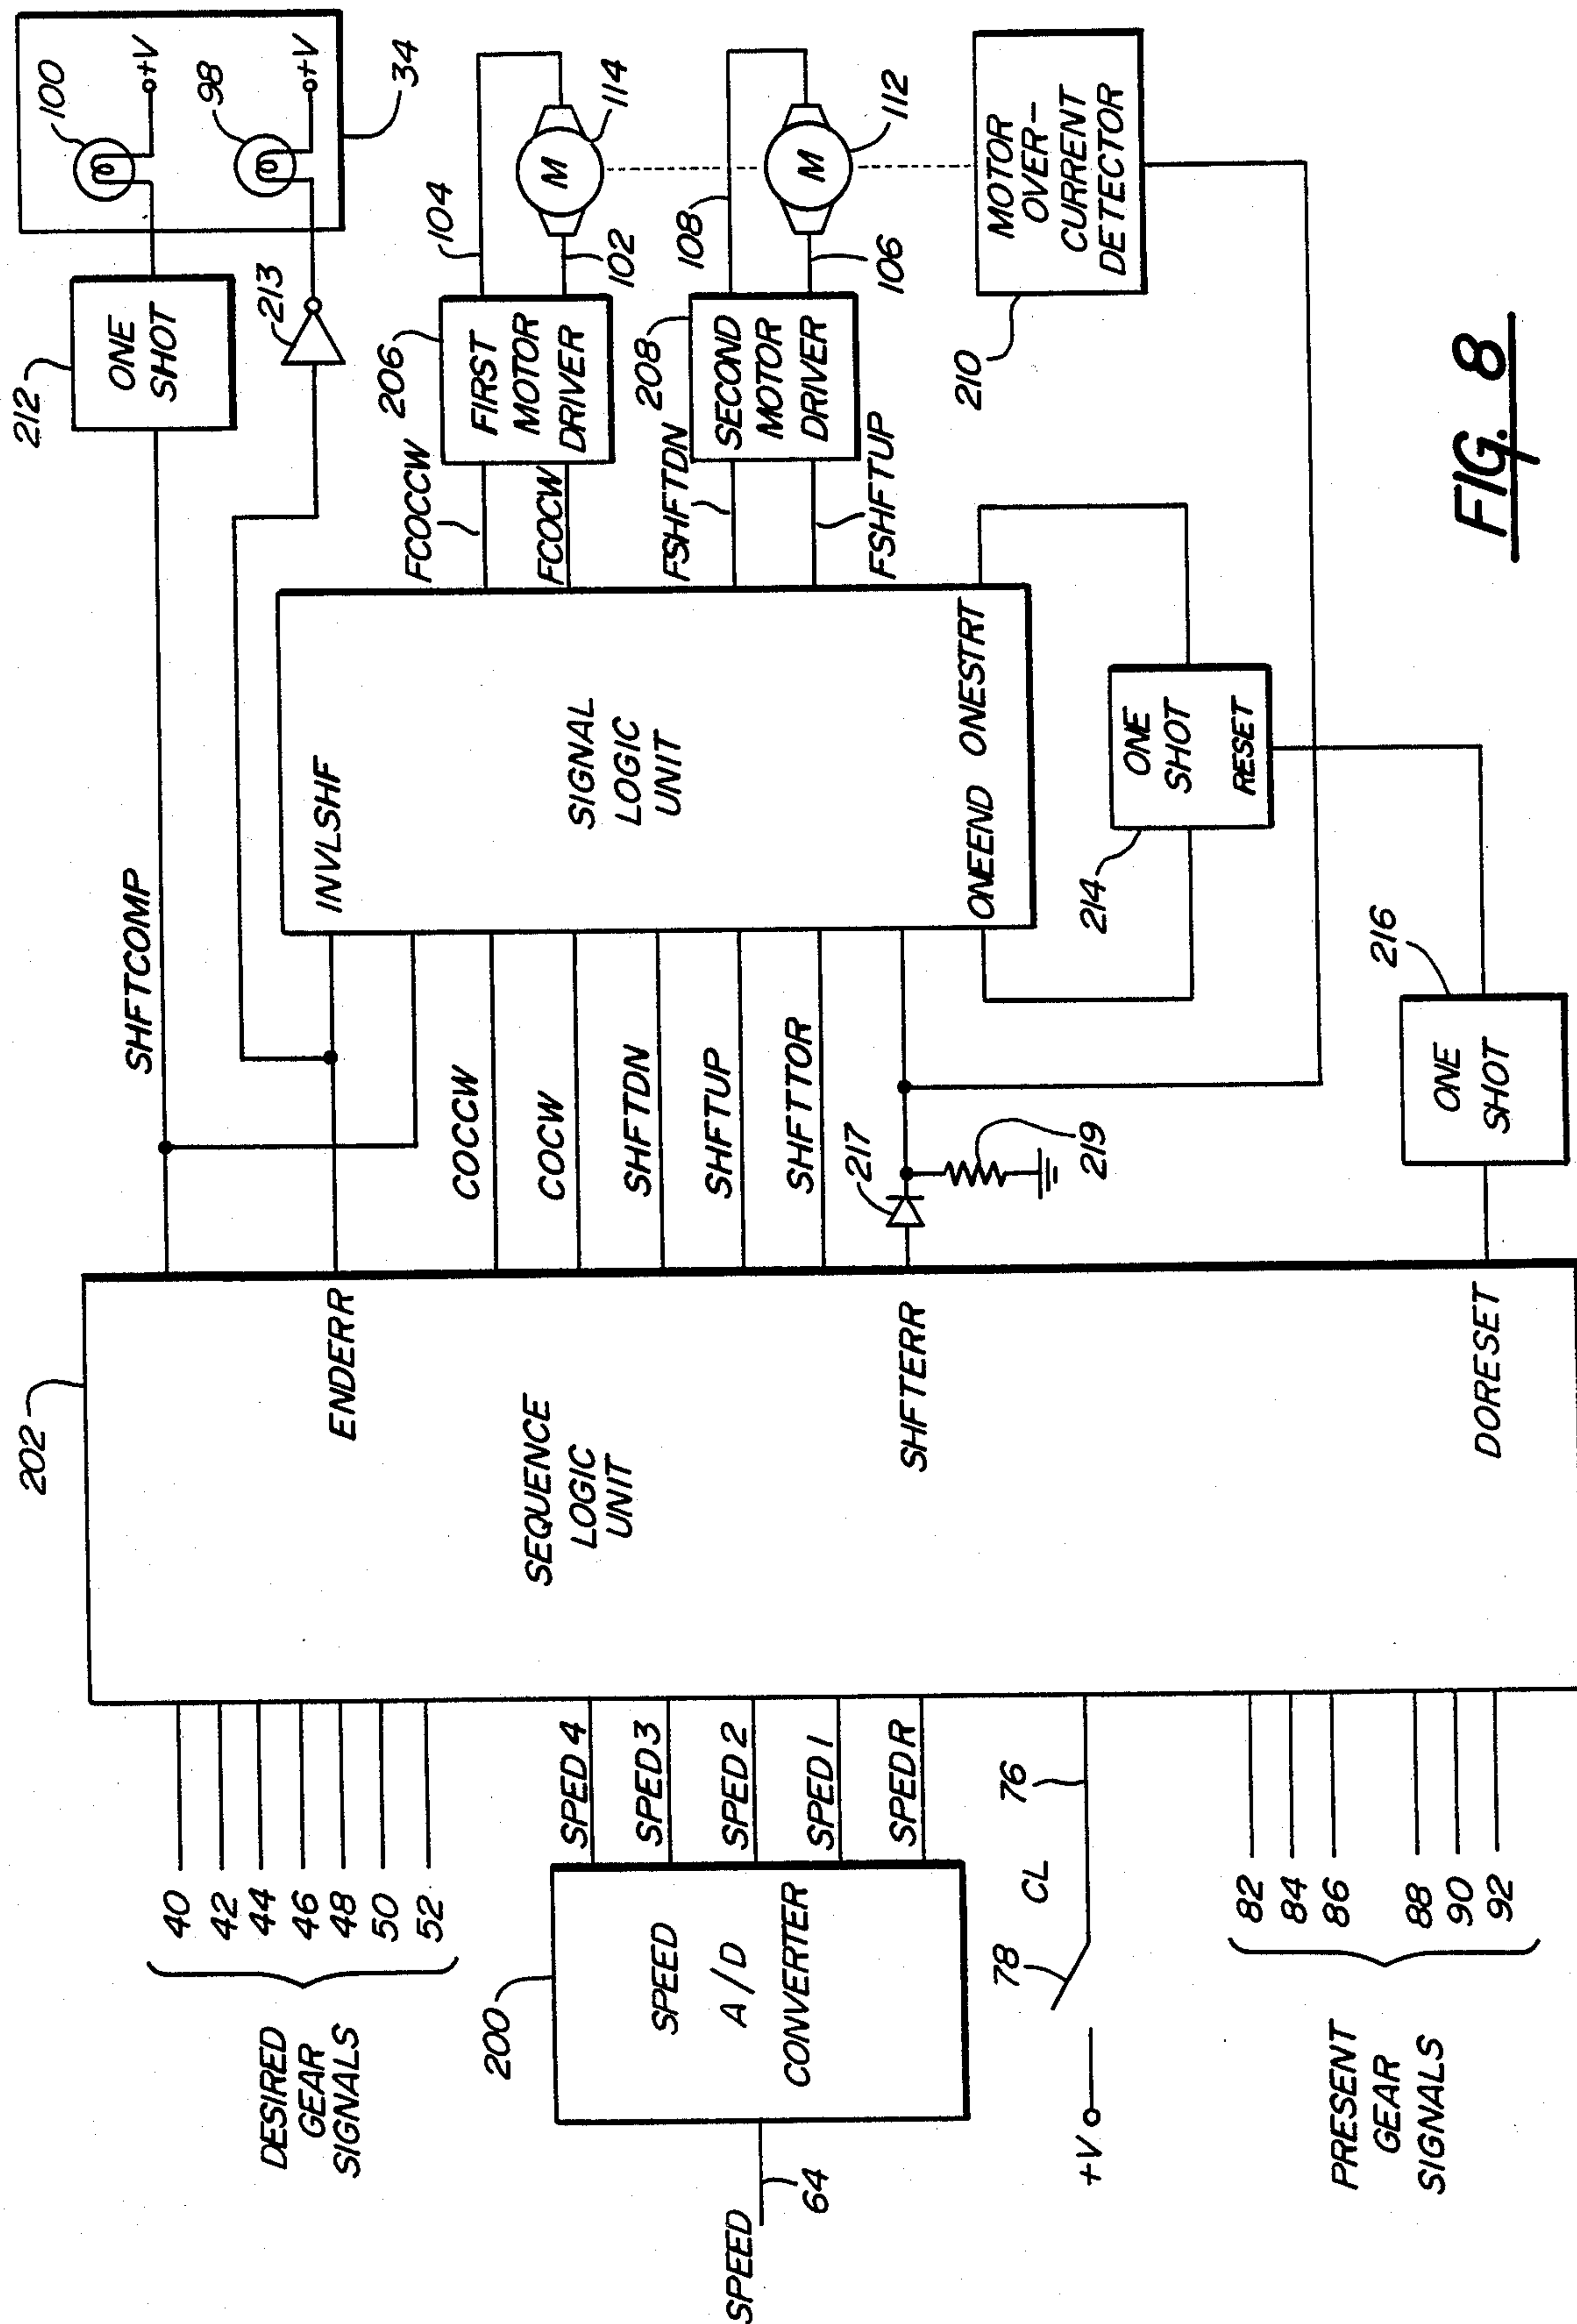 DESIRED
GEAR
SIGNALS
40
42
44
46
48
50
52
SPEED
64
200
SPEED
A/D
CONVERTER
SPED4
SPED3
SPED2
SPED1
SPEDR
+V
78
CL
76
PRESENT
GEAR
SIGNALS
82
84
86
88
90
92
202
SEQUENCE
LOGIC
UNIT
ENDERR
SHFTERR
DORESET
SHFTCOMP
COCCW
COCW
SHFTDN
SHFTUP
SHFTTOR
217
219
216
ONE
SHOT
INVLSHF
SIGNAL
LOGIC
UNIT
ONEEND
ONESTRT
214
ONE
SHOT
RESET
FCOCCW
FCOCW
FSHFTDN
FSHFTUP
212
ONE
SHOT
213
206
FIRST
MOTOR
DRIVER
208
SECOND
MOTOR
DRIVER
210
MOTOR
OVER-
CURRENT
DETECTOR
104
102
108
106
M
114
M
112
100
+V
98
+V
34
FIG. 8